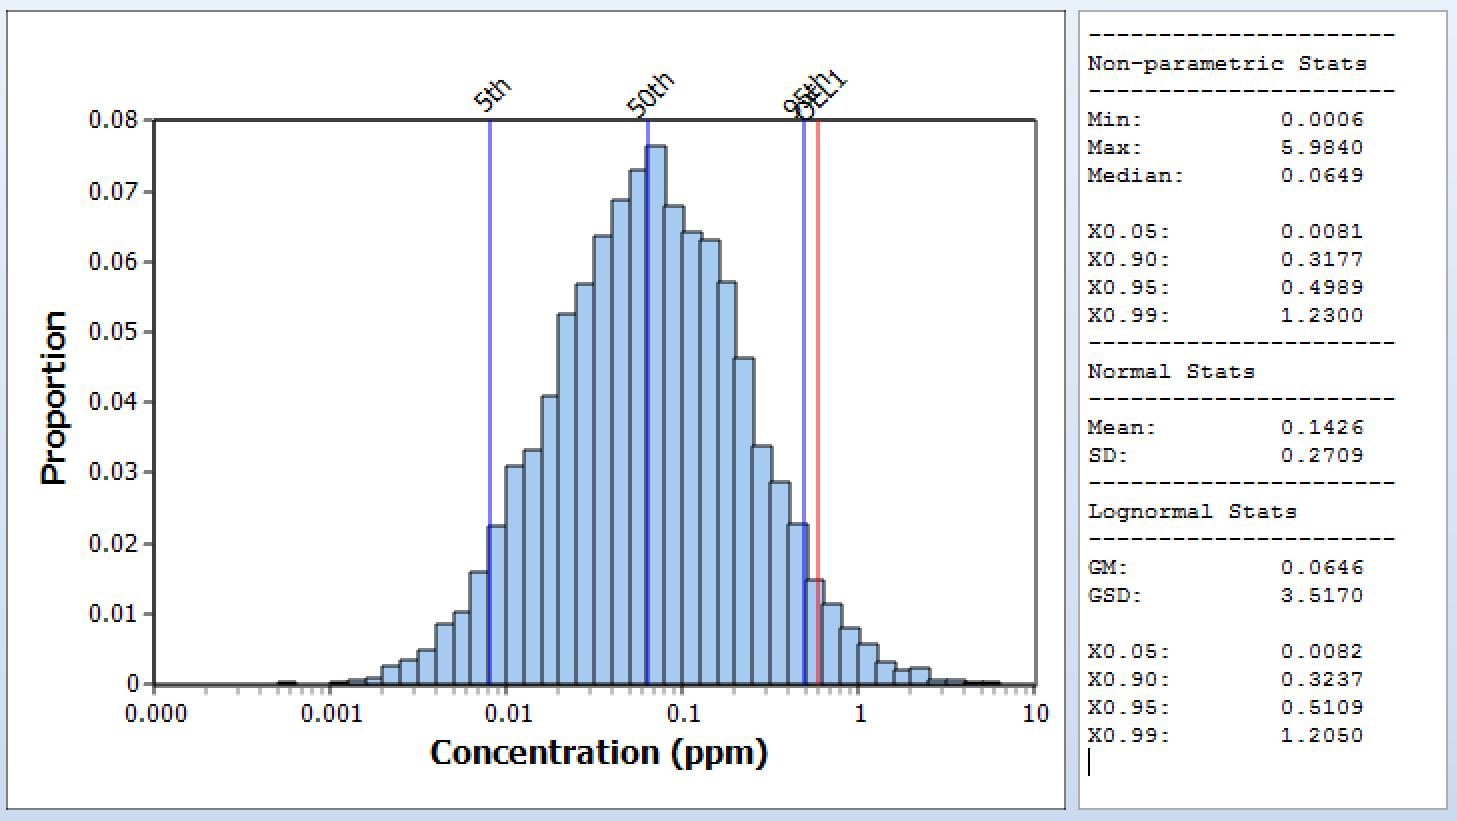 5th
50th
95th
OEL1
0.08
0.07
0.06
0.05
0.04
0.03
0.02
0.01
0
Proportion
0.000 0.001 0.01 0.1 1 10
Concentration (ppm)
----------------------
Non-parametric Stats
----------------------
Min: 0.0006
Max: 5.9840
Median: 0.0649
X0.05: 0.0081
X0.90: 0.3177
X0.95: 0.4989
X0.99: 1.2300
----------------------
Normal Stats
----------------------
Mean: 0.1426
SD: 0.2709
----------------------
Lognormal Stats
----------------------
GM: 0.0646
GSD: 3.5170
X0.05: 0.0082
X0.90: 0.3237
X0.95: 0.5109
X0.99: 1.2050